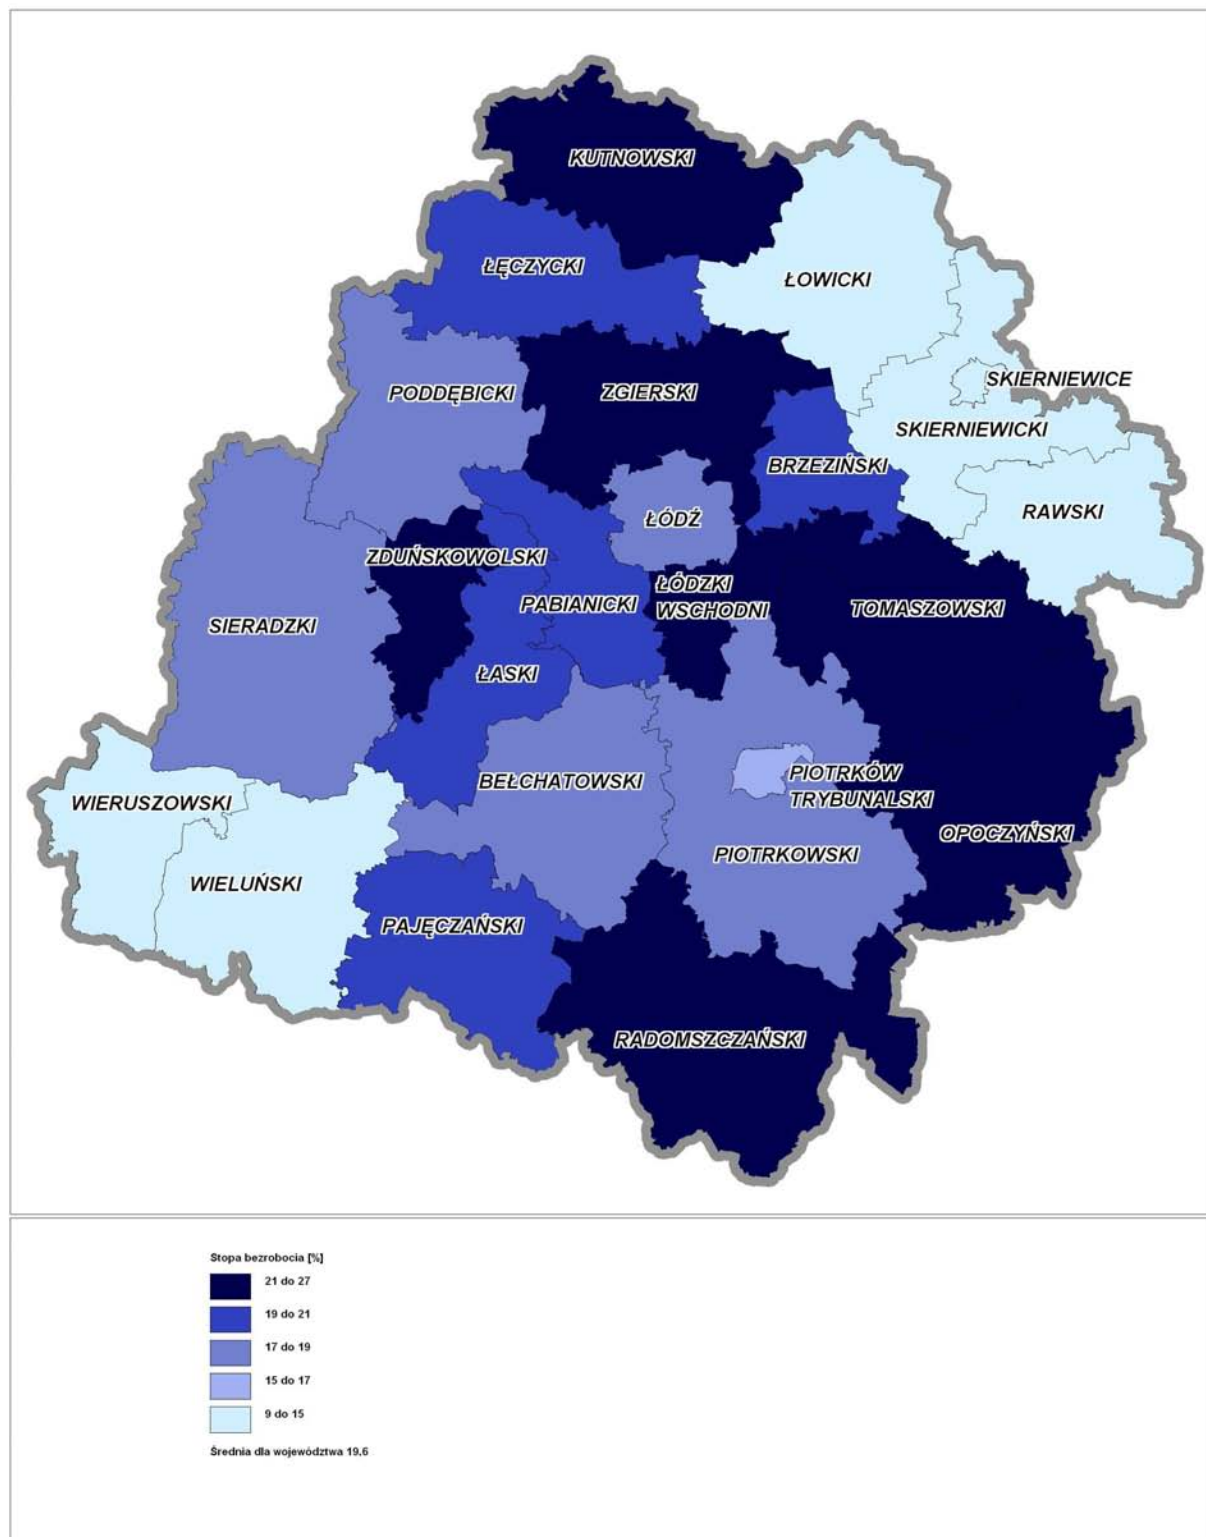 KUTNOWSKI
ŁĘCZYCKI
ŁOWICKI
SKIERNIEWICE
PODDĘBICKI
ZGIERSKI
SKIERNIEWICKI
BRZEZIŃSKI
RAWSKI
ŁÓDŹ
ZDUŃSKOWOLSKI
ŁÓDZKI
WSCHODNI
PABIANICKI
TOMASZOWSKI
SIERADZKI
ŁASKI
BEŁCHATOWSKI
PIOTRKÓW
TRYBUNALSKI
WIERUSZOWSKI
OPOCZYŃSKI
PIOTRKOWSKI
WIELUŃSKI
PAJĘCZAŃSKI
RADOMSZCZAŃSKI
Stopa bezrobocia [%]
21 do 27
19 do 21
17 do 19
15 do 17
9 do 15
Średnia dla województwa 19,6